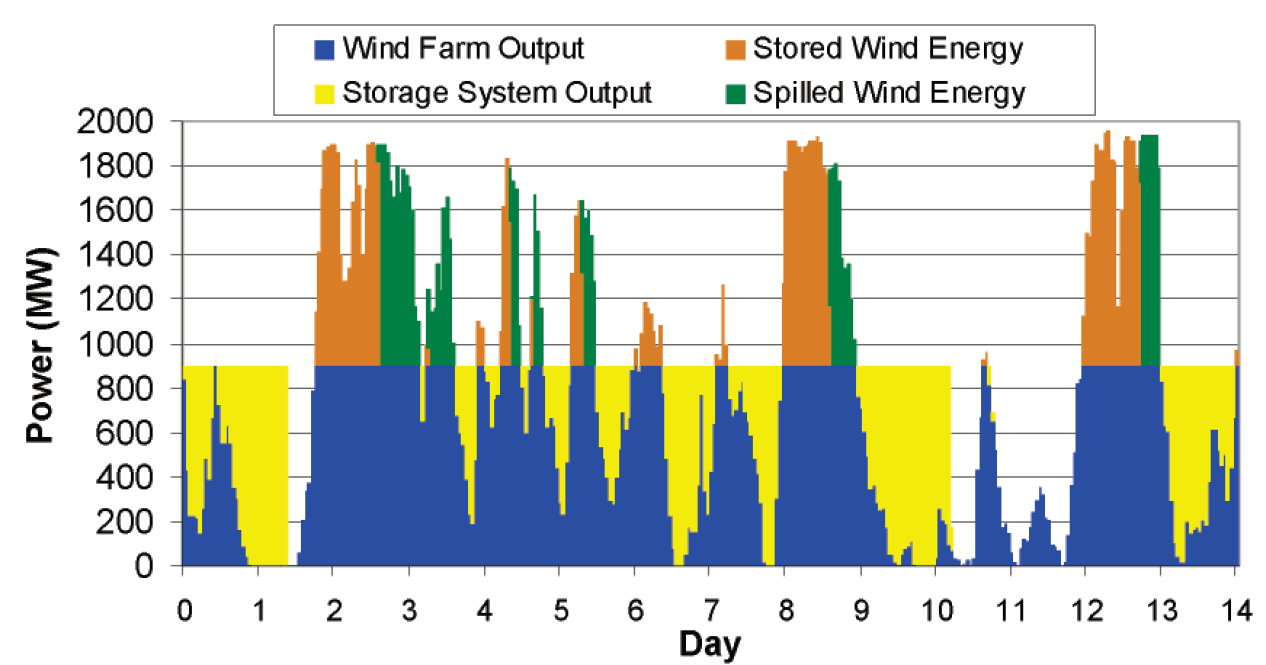 Wind Farm Output Stored Wind Energy
Storage System Output Spilled Wind Energy
2000
1800
1600
1400
1200
1000
800
600
400
200
0
Power (MW)
0 1 2 3 4 5 6 7 8 9 10 11 12 13 14
Day